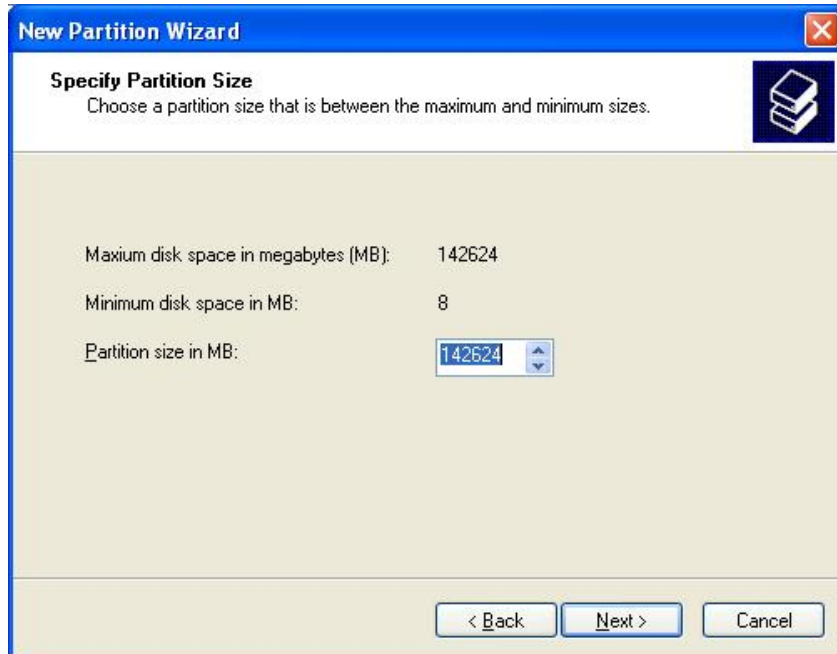 New Partition Wizard
Specify Partition Size
Choose a partition size that is between the maximum and minimum sizes.
Maxium disk space in megabytes (MB): 142624
Minimum disk space in MB: 8
Partition size in MB: 142624
< Back Next > Cancel